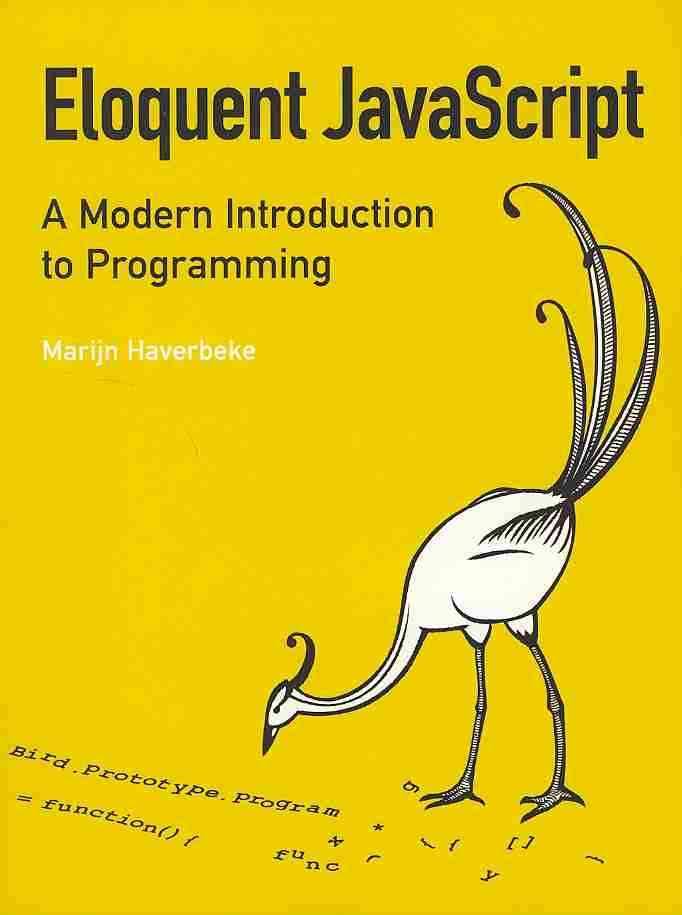 Eloquent JavaScript
A Modern Introduction
to Programming
Marijn Haverbeke
Bird.prototype.program
= function() {
func
* x ( g { { [ ] y {